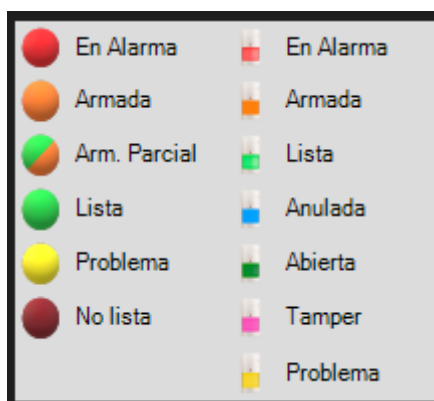 En Alarma En Alarma
Armada Armada
Arm. Parcial Lista
Lista Anulada
Problema Abierta
No lista Tamper
Problema